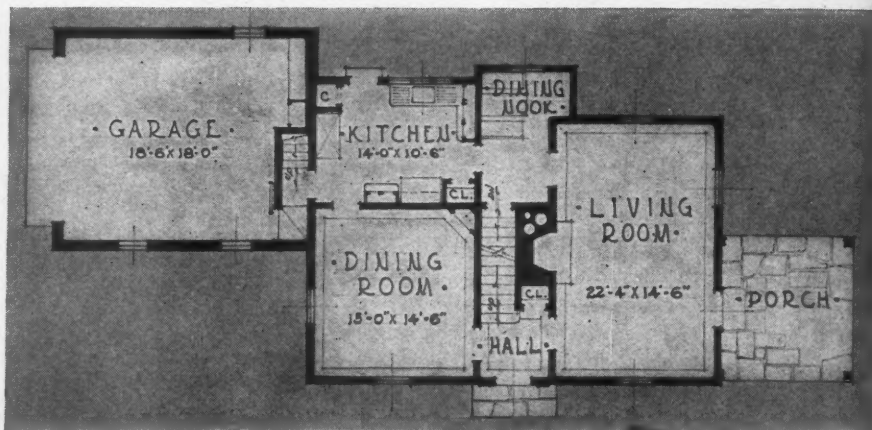 DINING
NOOK
·GARAGE·
18'-6"X18'-0"
·KITCHEN·
14'-0"X10'-6"
C
CL.
·LIVING
ROOM·
22'-4"X14'-6"
·DINING
ROOM·
13'-0"X14'-6"
CL.
·HALL·
·PORCH·